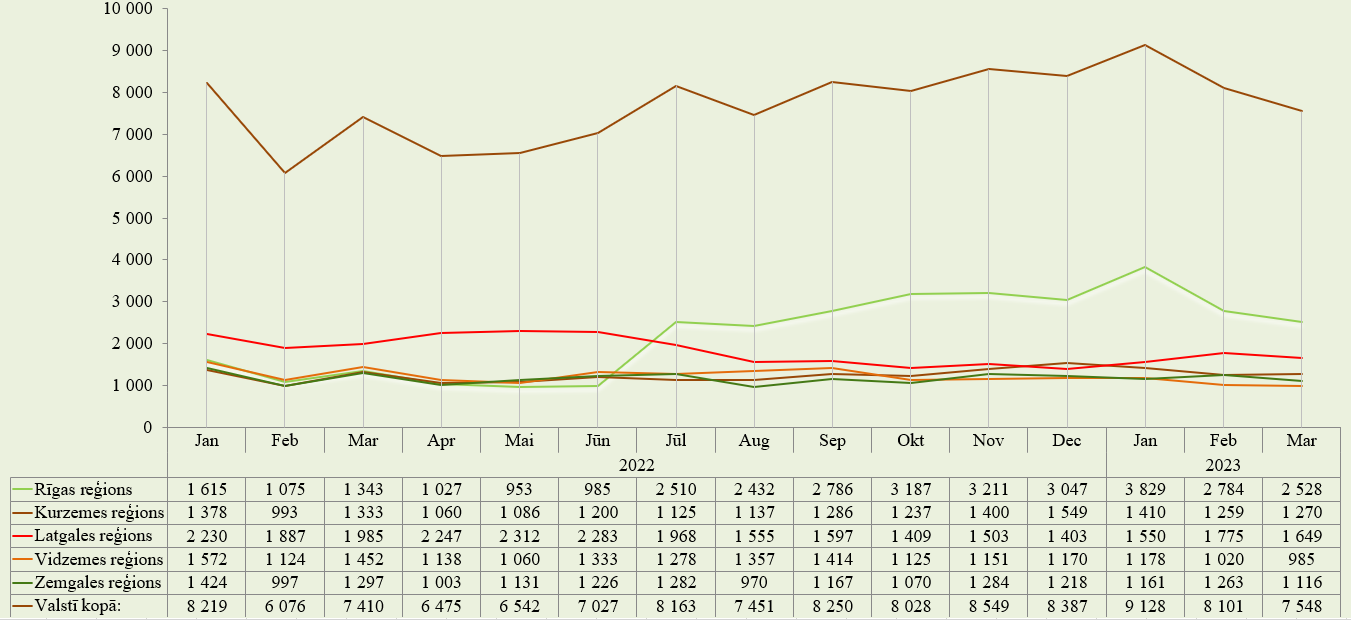 10 000
9 000
8 000
7 000
6 000
5 000
4 000
3 000
2 000
1 000
0
Jan Feb Mar Apr Mai Jūn Jūl Aug Sep Okt Nov Dec Jan Feb Mar
2022 2023
Rīgas reģions 1 615 1 075 1 343 1 027 953 985 2 510 2 432 2 786 3 187 3 211 3 047 3 829 2 784 2 528
Kurzemes reģions 1 378 993 1 333 1 060 1 086 1 200 1 125 1 137 1 286 1 237 1 400 1 549 1 410 1 259 1 270
Latgales reģions 2 230 1 887 1 985 2 247 2 312 2 283 1 968 1 555 1 597 1 409 1 503 1 403 1 550 1 775 1 649
Vidzemes reģions 1 572 1 124 1 452 1 138 1 060 1 333 1 278 1 357 1 414 1 125 1 151 1 170 1 178 1 020 985
Zemgales reģions 1 424 997 1 297 1 003 1 131 1 226 1 282 970 1 167 1 070 1 284 1 218 1 161 1 263 1 116
Valstī kopā: 8 219 6 076 7 410 6 475 6 542 7 027 8 163 7 451 8 250 8 028 8 549 8 387 9 128 8 101 7 548